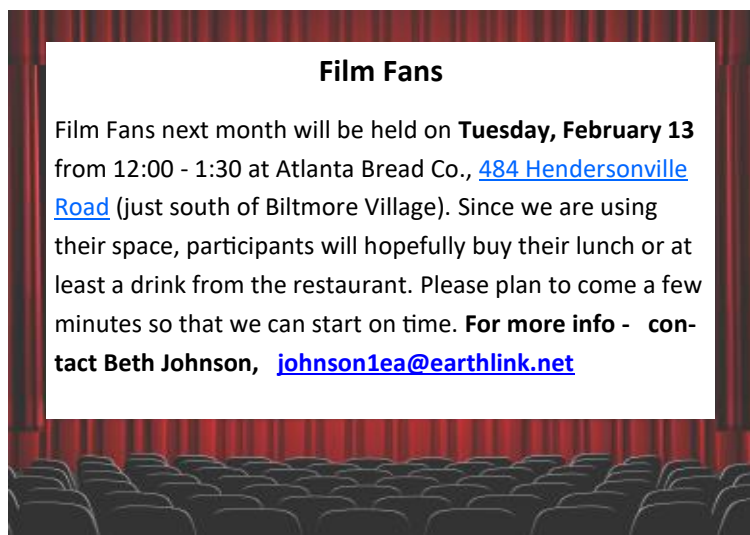 Film Fans
Film Fans next month will be held on Tuesday, February 13
from 12:00 - 1:30 at Atlanta Bread Co., 484 Hendersonville
Road (just south of Biltmore Village). Since we are using
their space, participants will hopefully buy their lunch or at
least a drink from the restaurant. Please plan to come a few
minutes so that we can start on time. For more info -   con-
tact Beth Johnson,   johnson1ea@earthlink.net